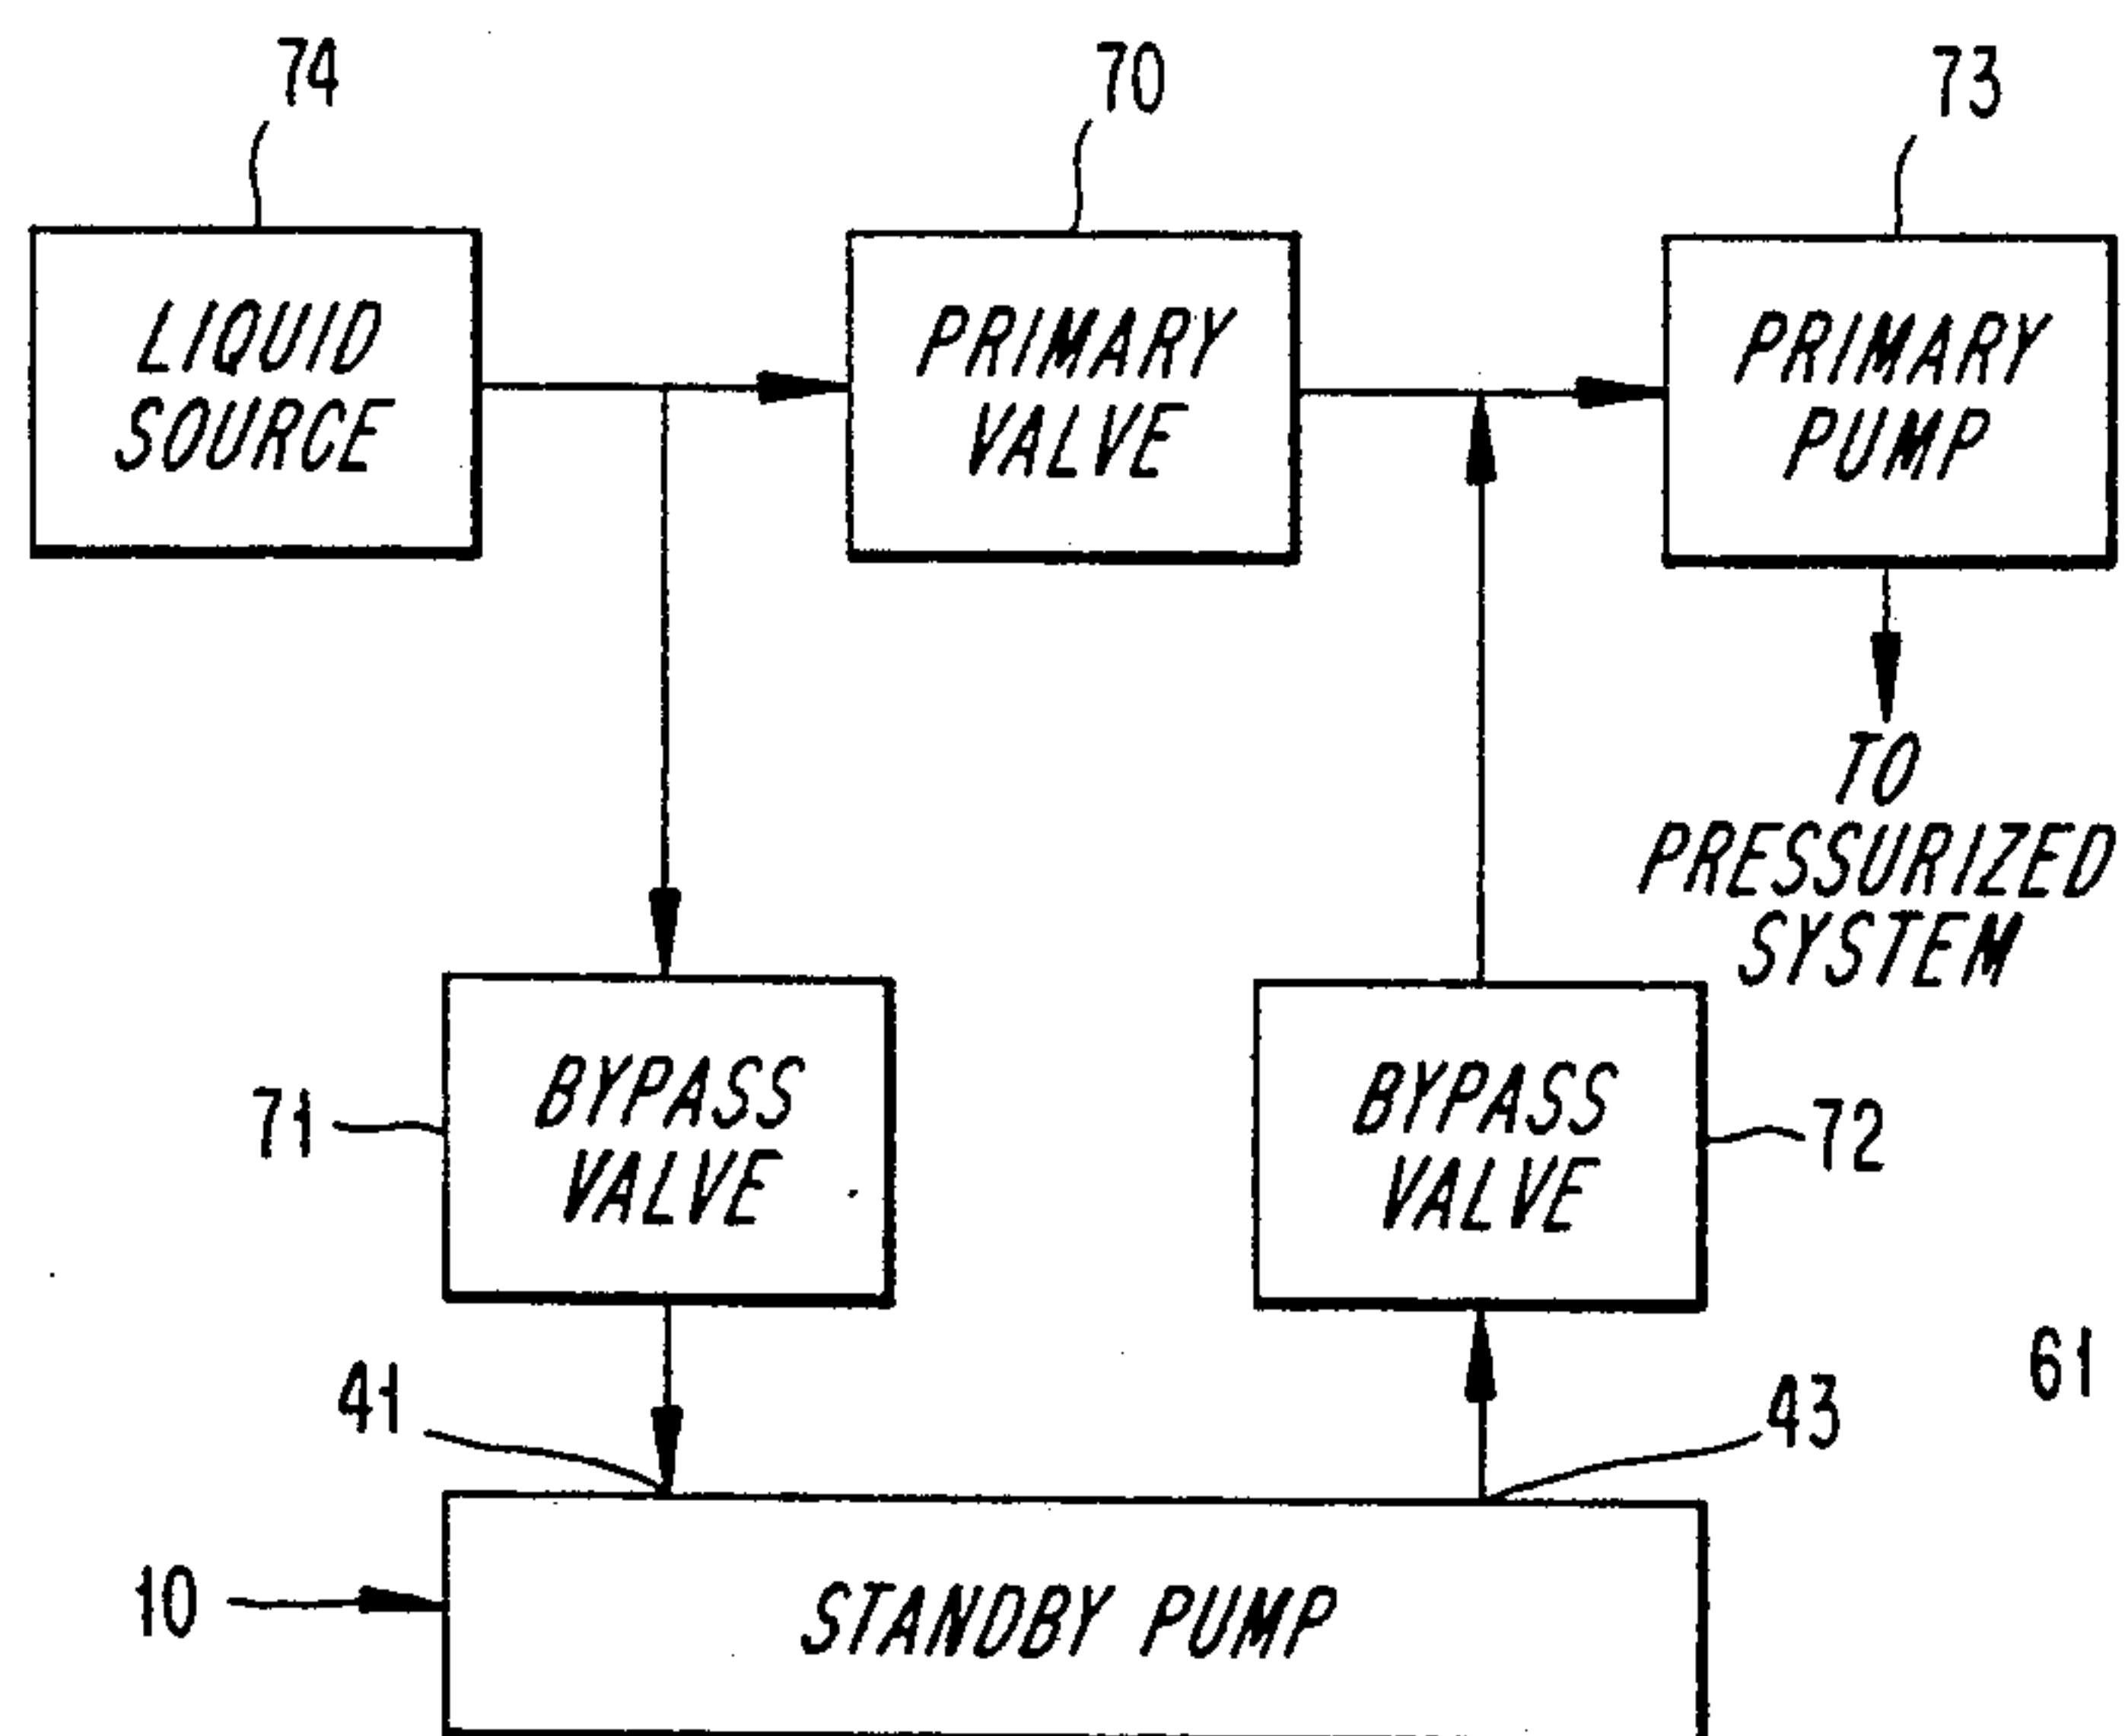 74
70
73
LIQUID
SOURCE
PRIMARY
VALVE
PRIMARY
PUMP
TO
PRESSURIZED
SYSTEM
71
BYPASS
VALVE
BYPASS
VALVE
72
41
43
61
10
STANDBY PUMP